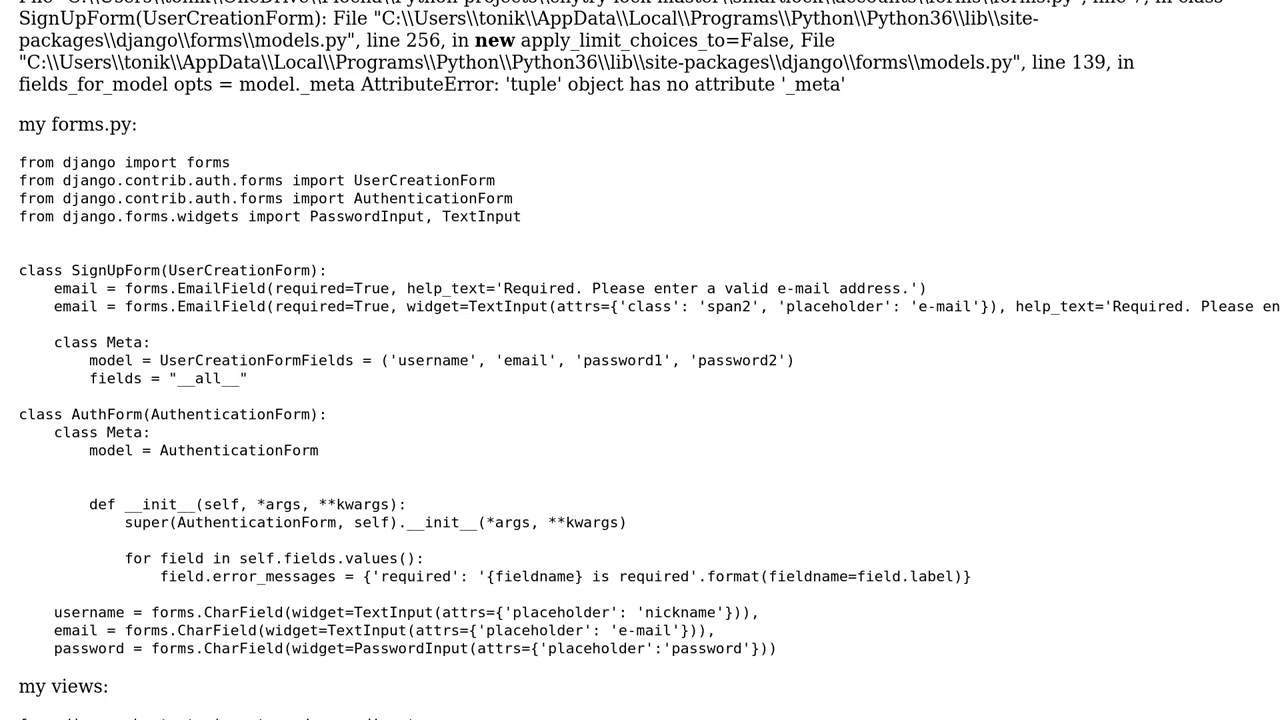 SignUpForm(UserCreationForm): File "C:\\Users\\tonik\\AppData\\Local\\Programs\\Python\\Python36\\lib\\site-
packages\\django\\forms\\models.py", line 256, in new apply_limit_choices_to=False, File
"C:\\Users\\tonik\\AppData\\Local\\Programs\\Python\\Python36\\lib\\site-packages\\django\\forms\\models.py", line 139, in
fields_for_model opts = model._meta AttributeError: 'tuple' object has no attribute '_meta'
my forms.py:
from django import forms
from django.contrib.auth.forms import UserCreationForm
from django.contrib.auth.forms import AuthenticationForm
from django.forms.widgets import PasswordInput, TextInput
class SignUpForm(UserCreationForm):
    email = forms.EmailField(required=True, help_text='Required. Please enter a valid e-mail address.')
    email = forms.EmailField(required=True, widget=TextInput(attrs={'class': 'span2', 'placeholder': 'e-mail'}), help_text='Required. Please en
    class Meta:
        model = UserCreationFormFields = ('username', 'email', 'password1', 'password2')
        fields = "__all__"
class AuthForm(AuthenticationForm):
    class Meta:
        model = AuthenticationForm
        def __init__(self, *args, **kwargs):
            super(AuthenticationForm, self).__init__(*args, **kwargs)
            for field in self.fields.values():
                field.error_messages = {'required': '{fieldname} is required'.format(fieldname=field.label)}
    username = forms.CharField(widget=TextInput(attrs={'placeholder': 'nickname'})),
    email = forms.CharField(widget=TextInput(attrs={'placeholder': 'e-mail'})),
    password = forms.CharField(widget=PasswordInput(attrs={'placeholder':'password'}))
my views: